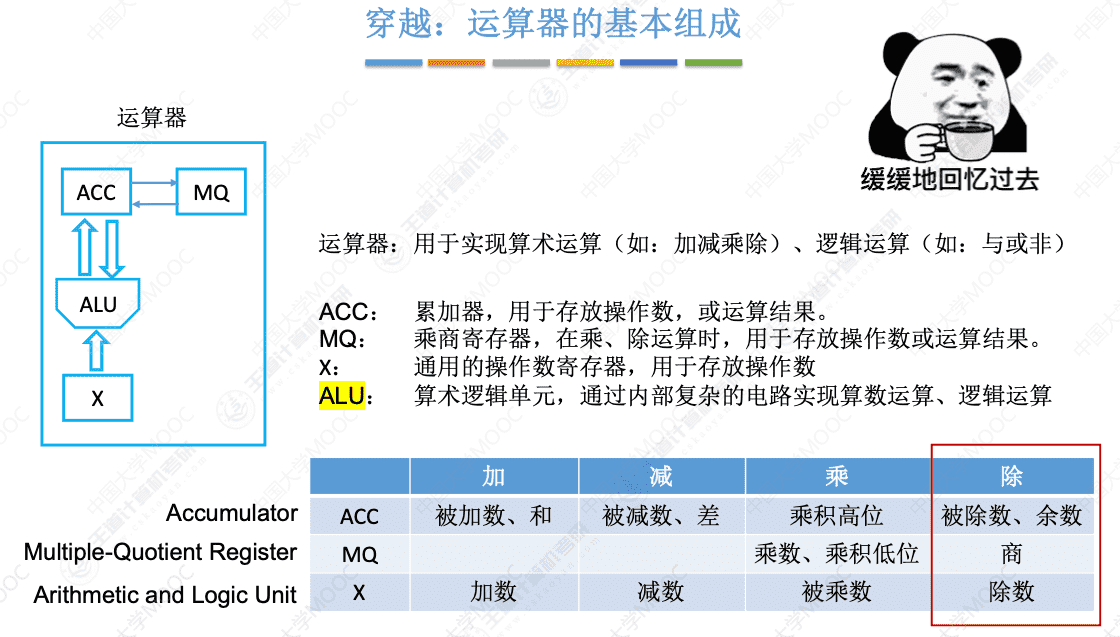 穿越：运算器的基本组成
缓缓地回忆过去
运算器
ACC
MQ
ALU
X
运算器：用于实现算术运算（如：加减乘除）、逻辑运算（如：与或非）
ACC： 累加器，用于存放操作数，或运算结果。
MQ： 乘商寄存器，在乘、除运算时，用于存放操作数或运算结果。
X： 通用的操作数寄存器，用于存放操作数
ALU： 算术逻辑单元，通过内部复杂的电路实现算数运算、逻辑运算
加 减 乘 除
Accumulator ACC 被加数、和 被减数、差 乘积高位 被除数、余数
Multiple-Quotient Register MQ 乘数、乘积低位 商
Arithmetic and Logic Unit X 加数 减数 被乘数 除数
中国大学MOOC
王道计算机考研